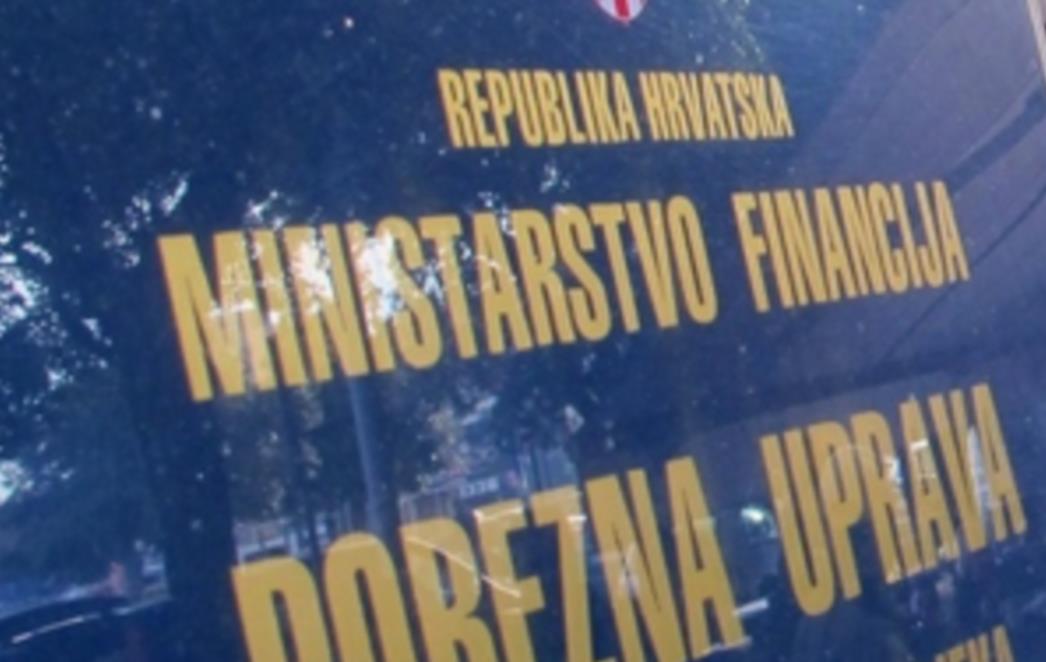 REPUBLIKA HRVATSKA
MINISTARSTVO FINANCIJA
POREZNA UPRAVA